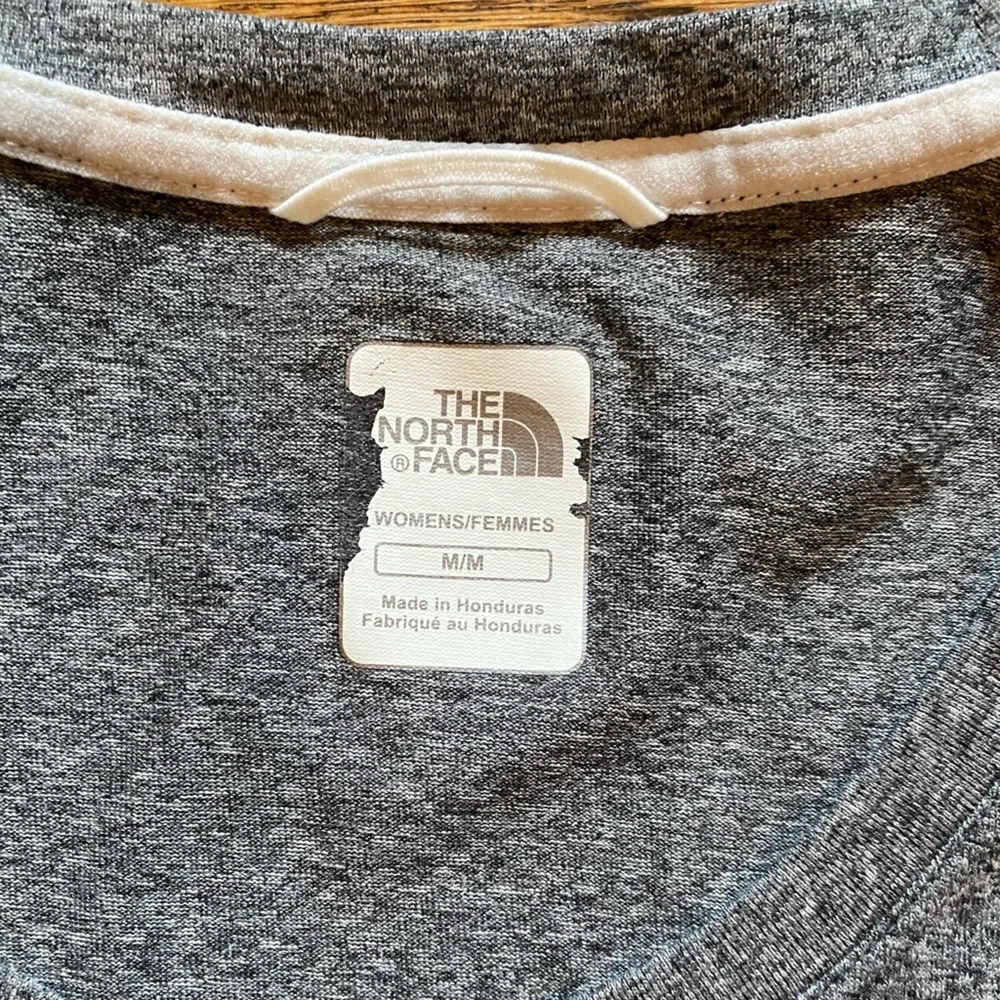 THE
NORTH
® FACE
WOMENS/FEMMES
M/M
Made in Honduras
Fabriqué au Honduras